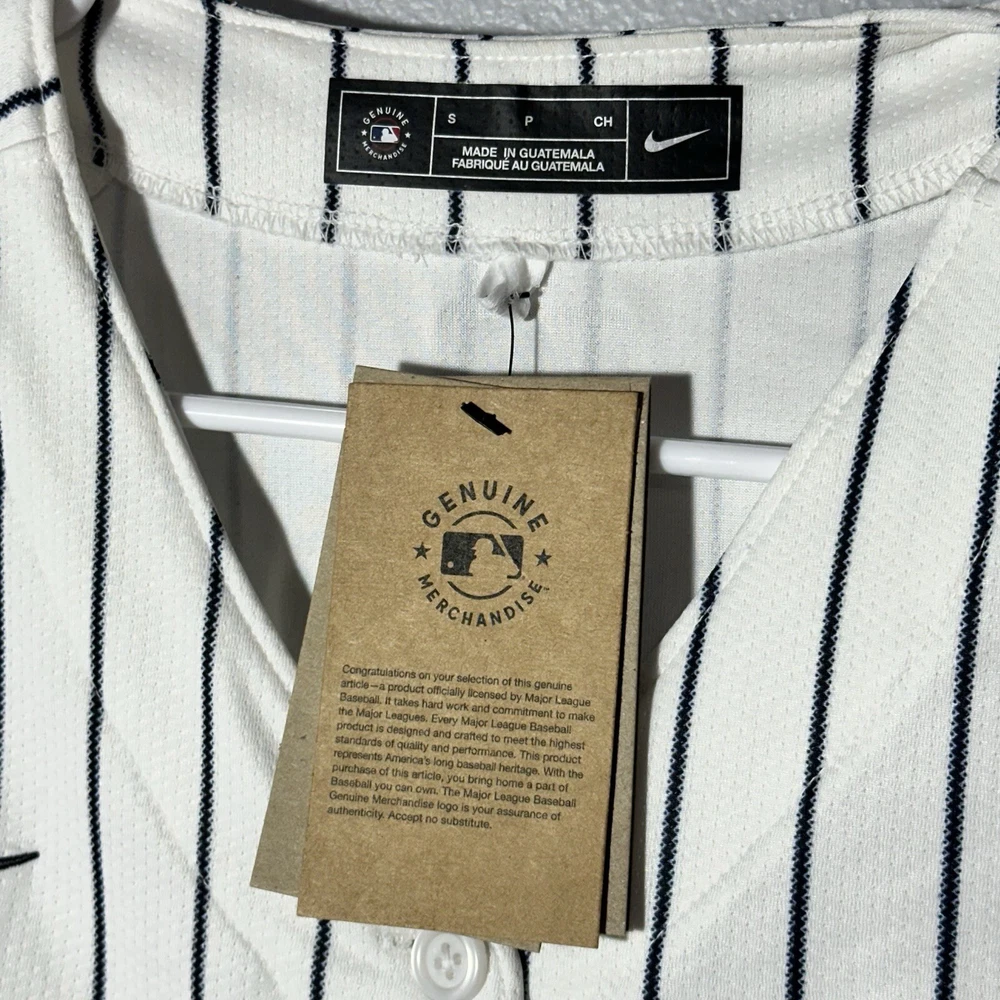 GENUINE
MERCHANDISE
S P CH
MADE IN GUATEMALA
FABRIQUÉ AU GUATEMALA
GENUINE
MERCHANDISE
Congratulations on your selection of this genuine
article—a product officially licensed by Major League
Baseball. It takes hard work and commitment to make
the Major Leagues. Every Major League Baseball
product is designed and crafted to meet the highest
standards of quality and performance. This product
represents America's long baseball heritage. With the
purchase of this article, you bring home a part of
Baseball you can own. The Major League Baseball
Genuine Merchandise logo is your assurance of
authenticity. Accept no substitute.